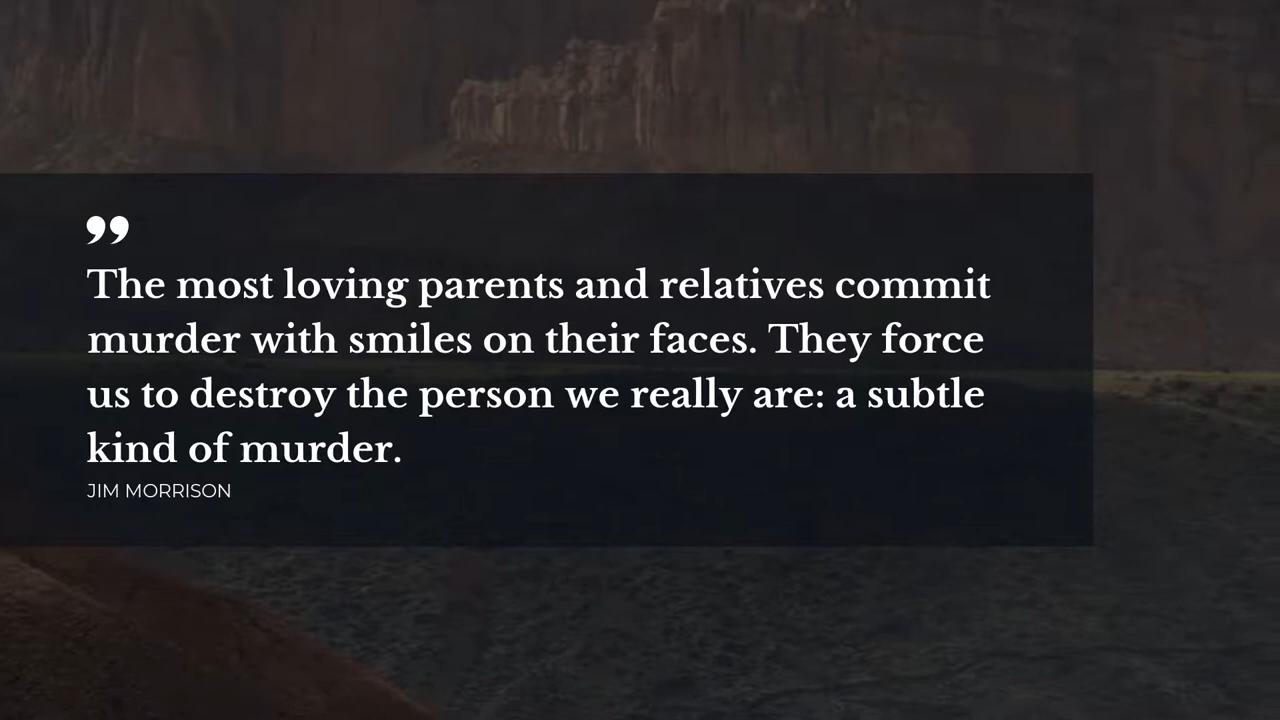 ”
The most loving parents and relatives commit
murder with smiles on their faces. They force
us to destroy the person we really are: a subtle
kind of murder.
JIM MORRISON